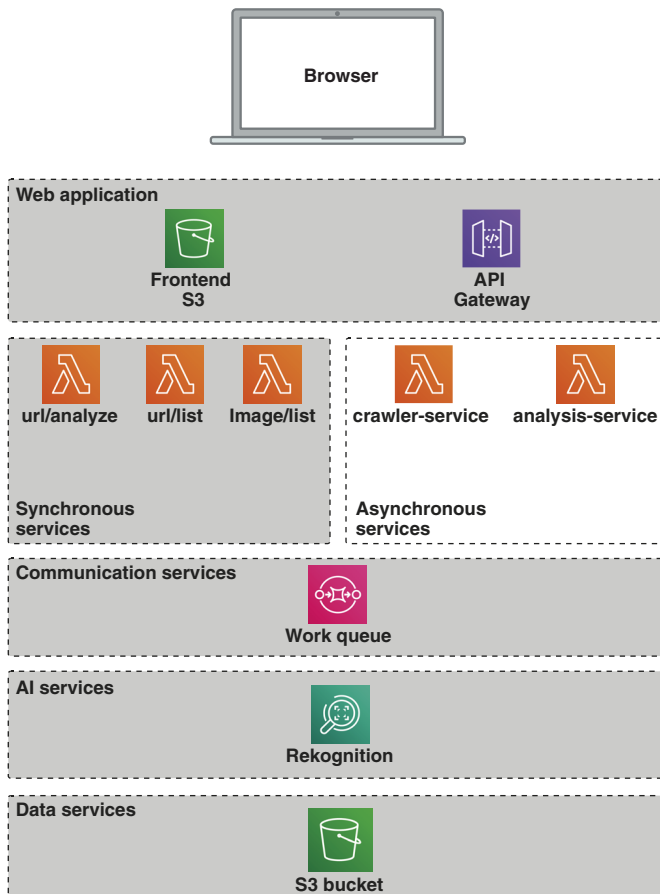 Browser
Web application
Frontend
S3
API
Gateway
url/analyze
url/list
Image/list
Synchronous
services
crawler-service
analysis-service
Asynchronous
services
Communication services
Work queue
AI services
Rekognition
Data services
S3 bucket